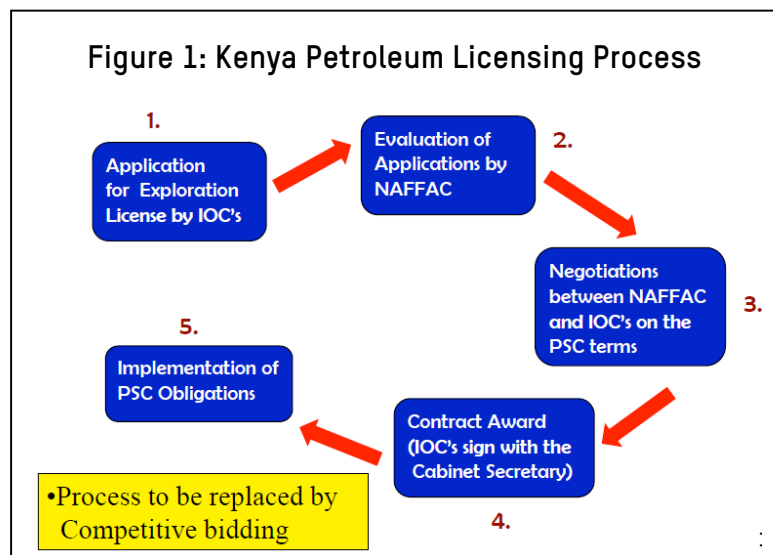 Figure 1: Kenya Petroleum Licensing Process
1.
Application
for Exploration
License by IOC's
Evaluation of
Applications by
NAFFAC
2.
Negotiations
between NAFFAC
and IOC's on the
PSC terms
3.
Contract Award
(IOC's sign with the
Cabinet Secretary)
4.
5.
Implementation of
PSC Obligations
•Process to be replaced by
Competitive bidding